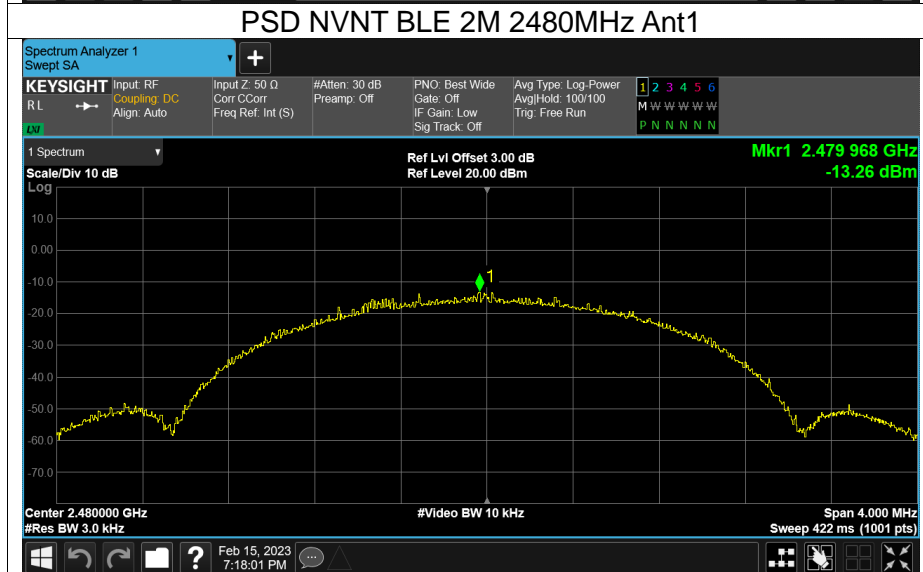 PSD NVNT BLE 2M 2480MHz Ant1
Spectrum Analyzer 1
Swept SA
+
KEYSIGHT
R L
LXI
Input: RF
Coupling: DC
Align: Auto
Input Z: 50 Ω
Corr CCorr
Freq Ref: Int (S)
#Atten: 30 dB
Preamp: Off
PNO: Best Wide
Gate: Off
IF Gain: Low
Sig Track: Off
Avg Type: Log-Power
Avg|Hold: 100/100
Trig: Free Run
1 2 3 4 5 6
M W W W W W
P N N N N N
1 Spectrum
Scale/Div 10 dB
Log
Ref Lvl Offset 3.00 dB
Ref Level 20.00 dBm
Mkr1 2.479 968 GHz
-13.26 dBm
10.0
0.00
-10.0
-20.0
-30.0
-40.0
-50.0
-60.0
-70.0
1
Center 2.480000 GHz
#Res BW 3.0 kHz
#Video BW 10 kHz
Span 4.000 MHz
Sweep 422 ms (1001 pts)
?
Feb 15, 2023
7:18:01 PM